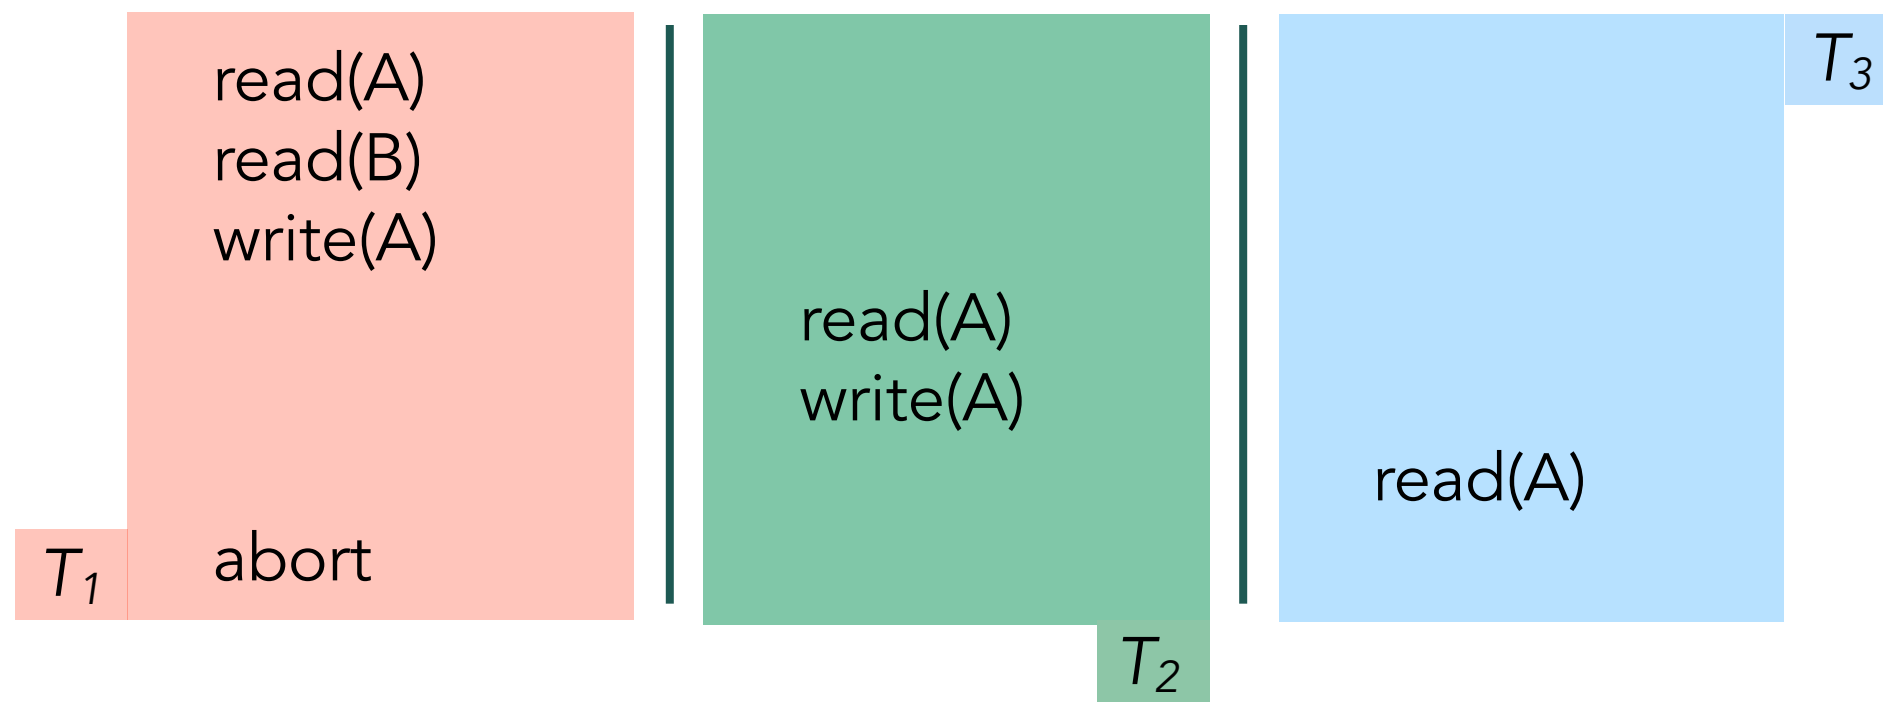 read(A)
read(B)
write(A)
abort
T1
read(A)
write(A)
T2
read(A)
T3